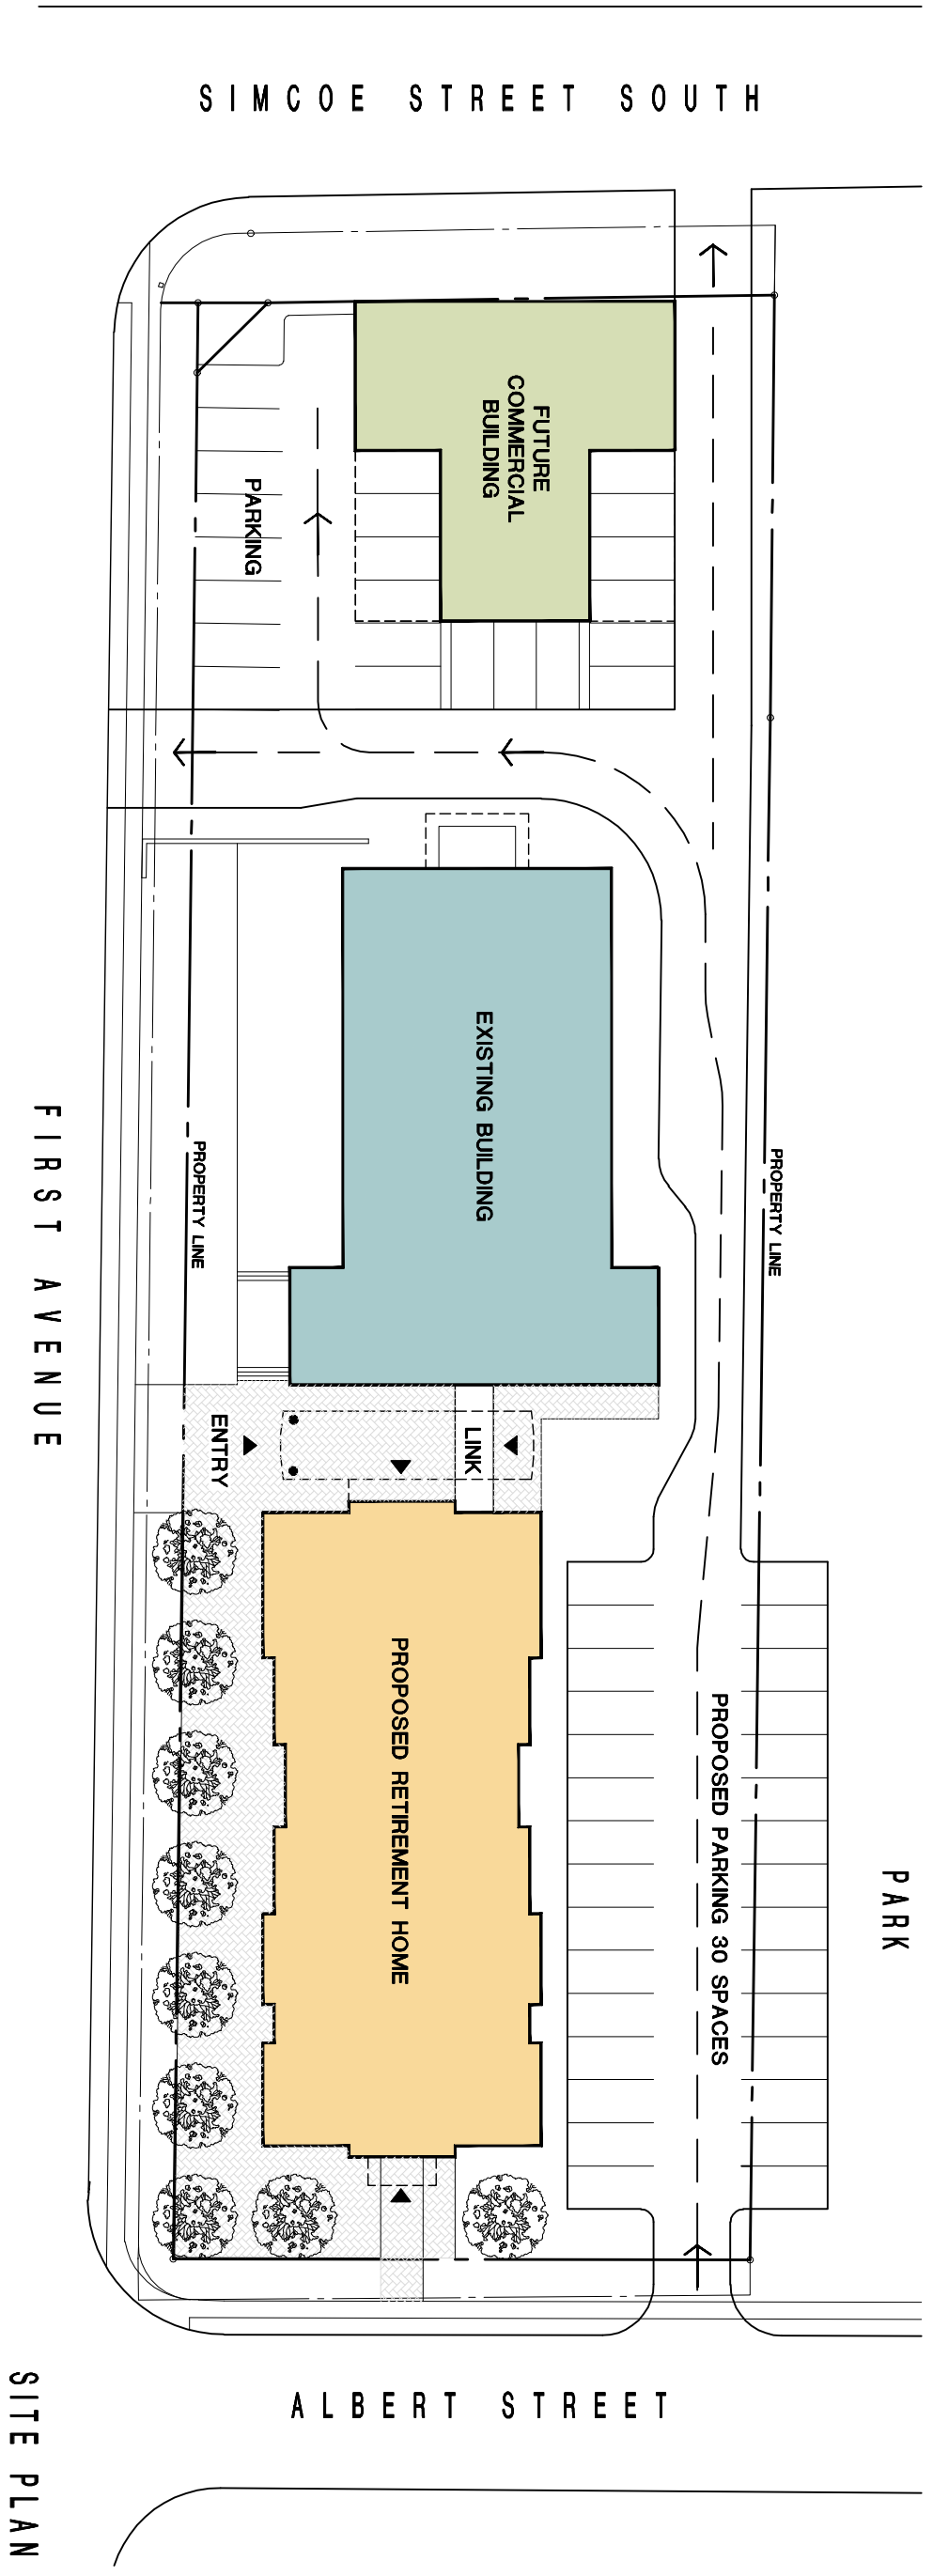 SIMCOE STREET SOUTH
FUTURE
COMMERCIAL
BUILDING
PARKING
EXISTING BUILDING
PROPERTY LINE
PROPERTY LINE
FIRST AVENUE
ENTRY
LINK
PROPOSED RETIREMENT HOME
PROPOSED PARKING 30 SPACES
PARK
ALBERT STREET
SITE PLAN